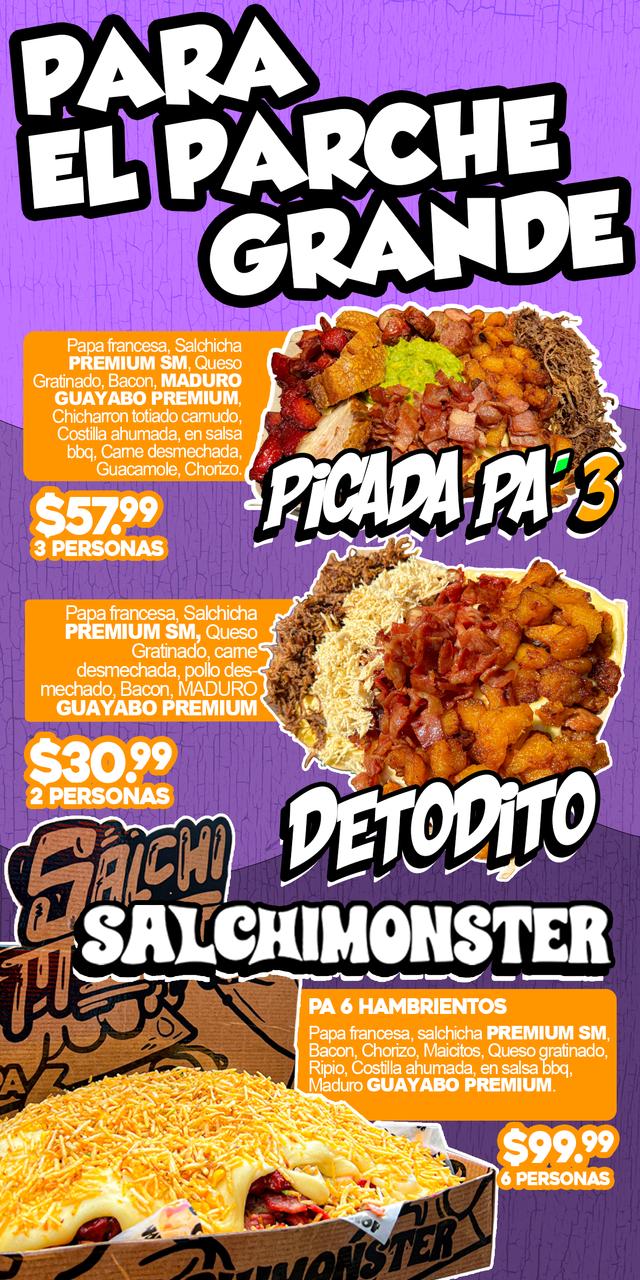 PARA
EL PARCHE
GRANDE
Papa francesa, Salchicha
PREMIUM SM, Queso
Gratinado, Bacon, MADURO
GUAYABO PREMIUM,
Chicharron totiado carnudo,
Costilla ahumada, en salsa
bbq, Carne desmechada,
Guacamole, Chorizo.
PiCADA PA´3
$57.99
3 PERSONAS
Papa francesa, Salchicha
PREMIUM SM, Queso
Gratinado, carne
desmechada, pollo des-
mechado, Bacon, MADURO
GUAYABO PREMIUM
$30.99
2 PERSONAS
DETODiTO
SALCHI
SALCHIMONSTER
PA 6 HAMBRIENTOS
Papa francesa, salchicha PREMIUM SM,
Bacon, Chorizo, Maicitos, Queso gratinado,
Ripio, Costilla ahumada, en salsa bbq,
Maduro GUAYABO PREMIUM.
$99.99
6 PERSONAS
PA
SALCHIMONSTER